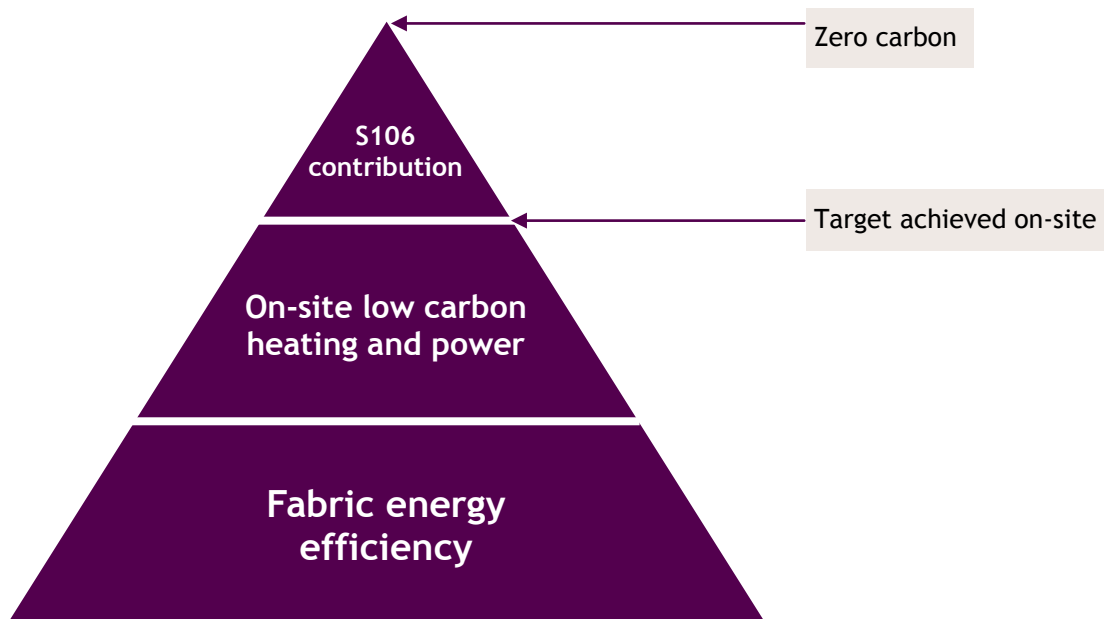 Zero carbon
S106
contribution
Target achieved on-site
On-site low carbon
heating and power
Fabric energy
efficiency